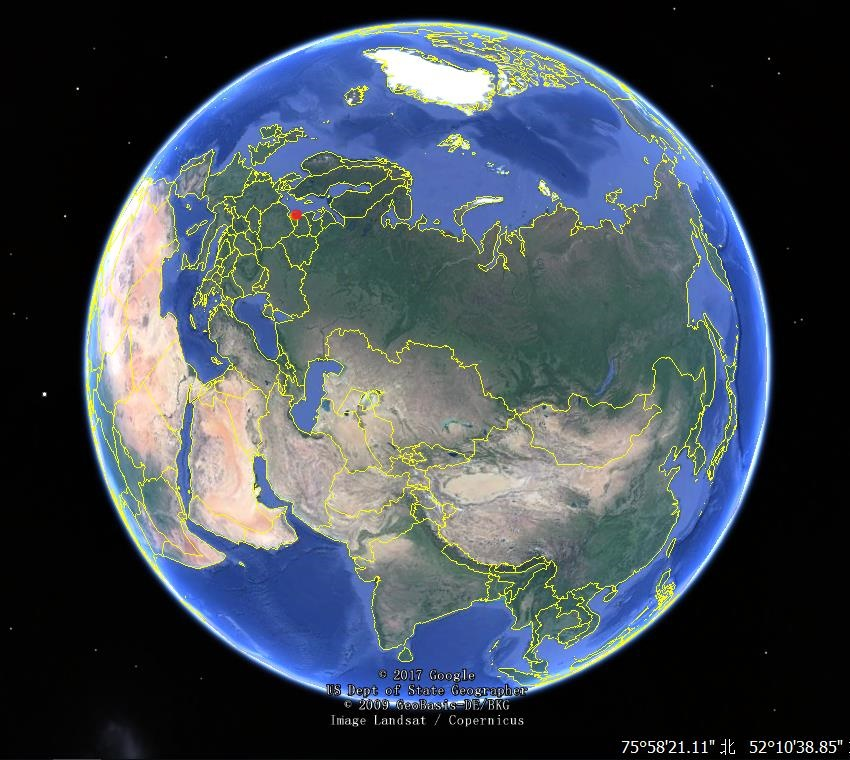 © 2017 Google
US Dept of State Geographer
© 2009 GeoBasis-DE/BKG
Image Landsat / Copernicus
75°58'21.11" 北 52°10'38.85"